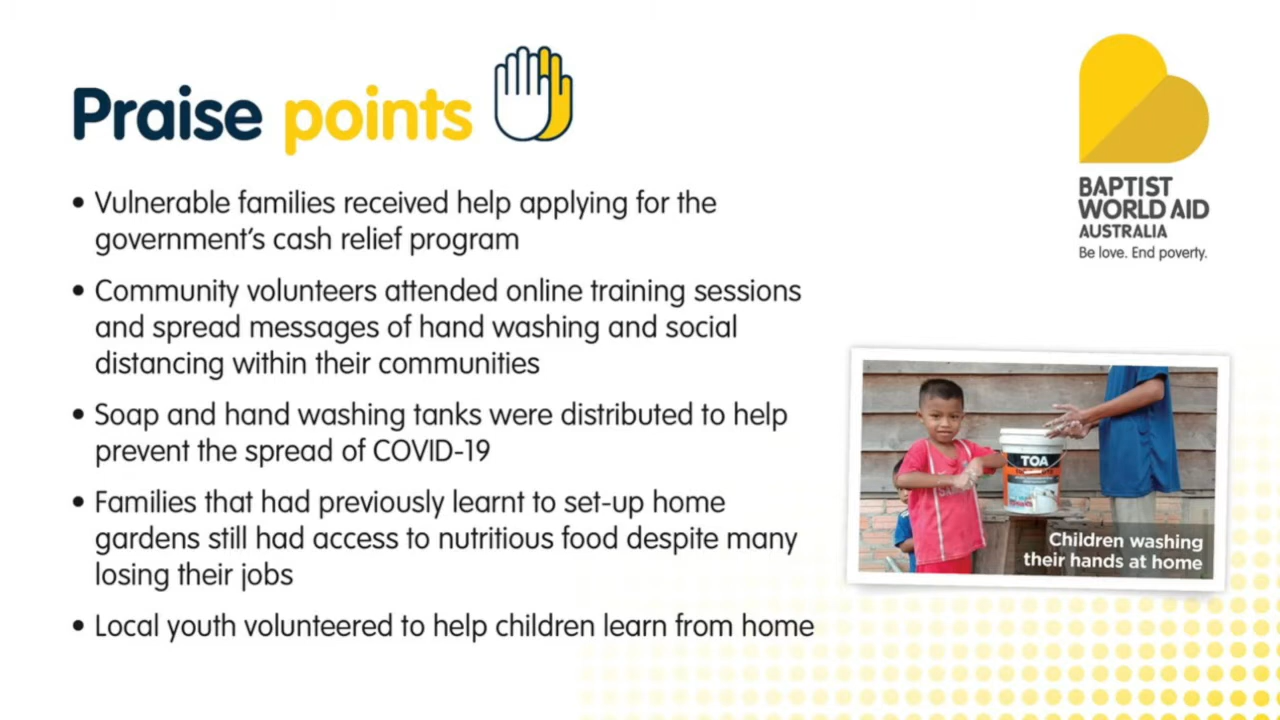 Praise points
• Vulnerable families received help applying for the
government's cash relief program
• Community volunteers attended online training sessions
and spread messages of hand washing and social
distancing within their communities
• Soap and hand washing tanks were distributed to help
prevent the spread of COVID-19
• Families that had previously learnt to set-up home
gardens still had access to nutritious food despite many
losing their jobs
• Local youth volunteered to help children learn from home
BAPTIST
WORLD AID
AUSTRALIA
Be love. End poverty.
TOA
Children washing
their hands at home